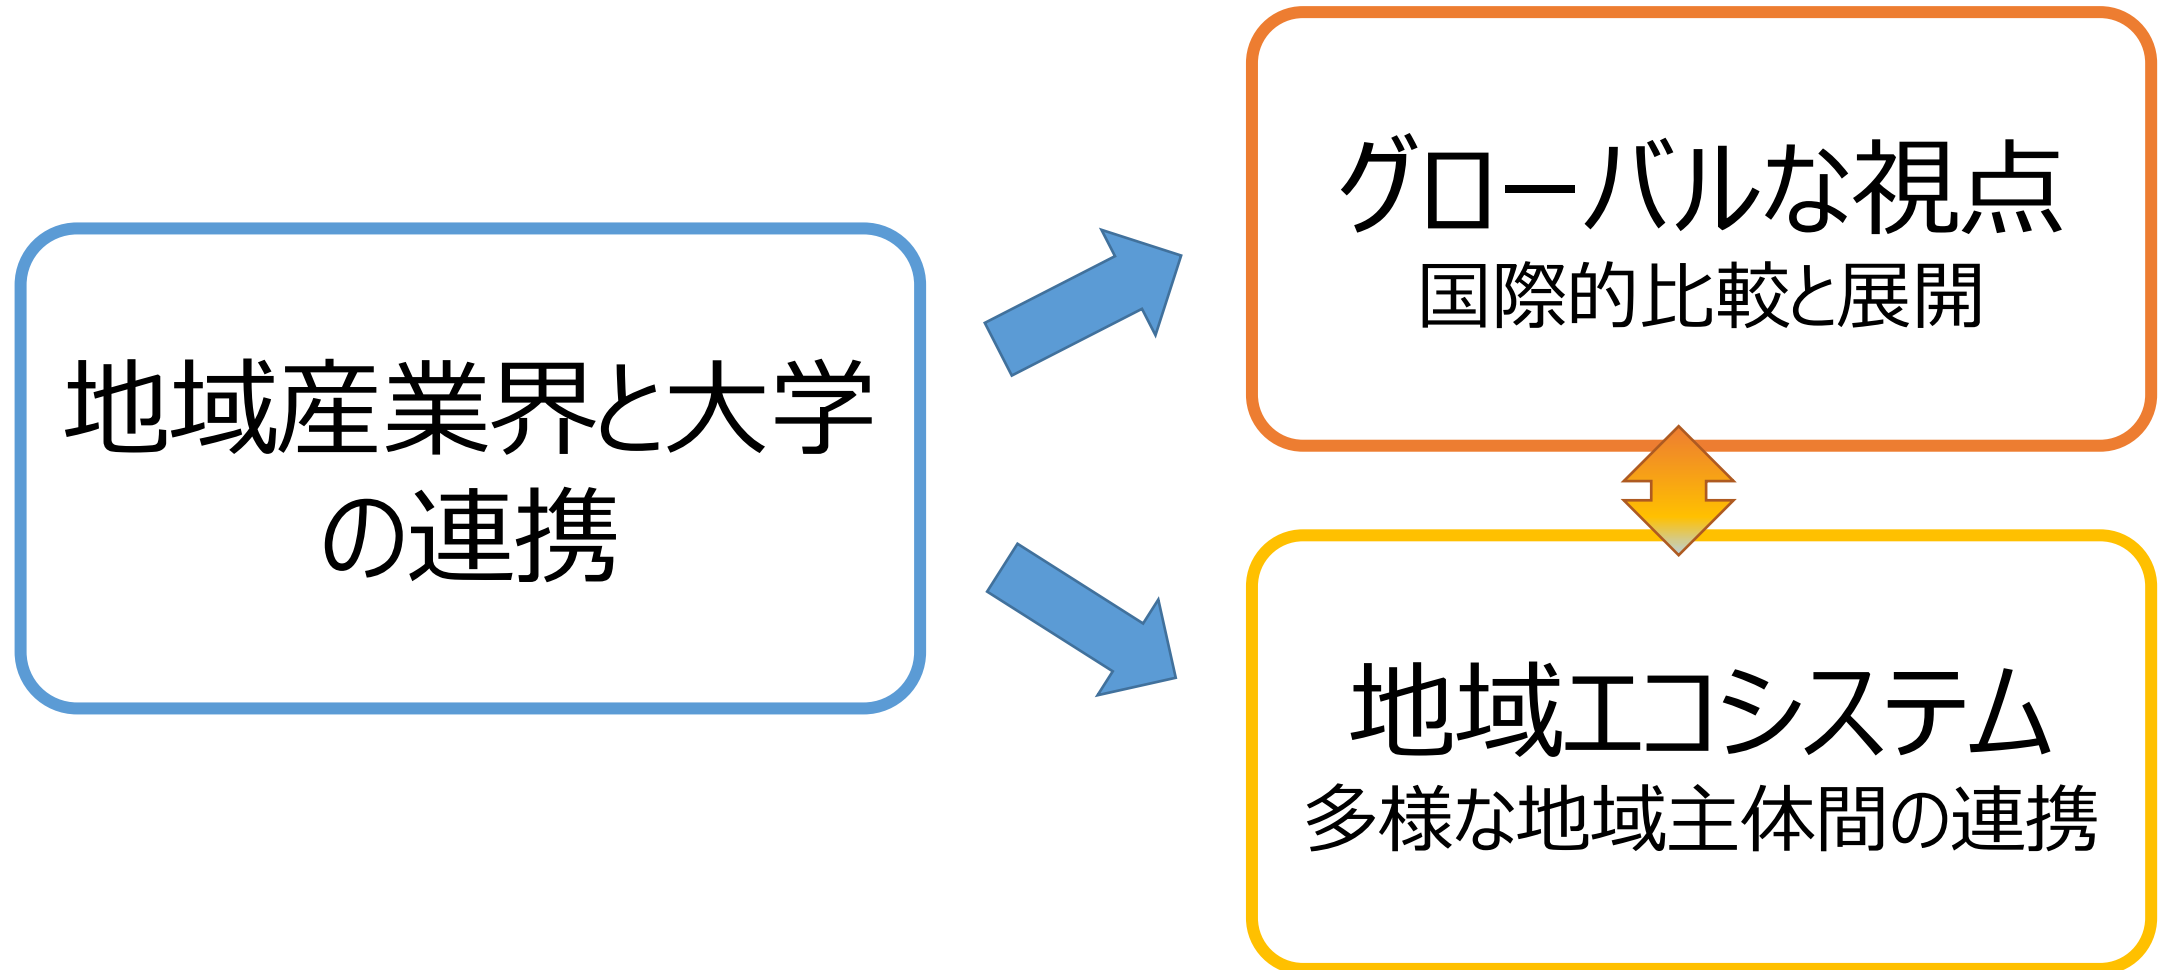 地域産業界と大学
の連携
グローバルな視点
国際的比較と展開
地域エコシステム
多様な地域主体間の連携